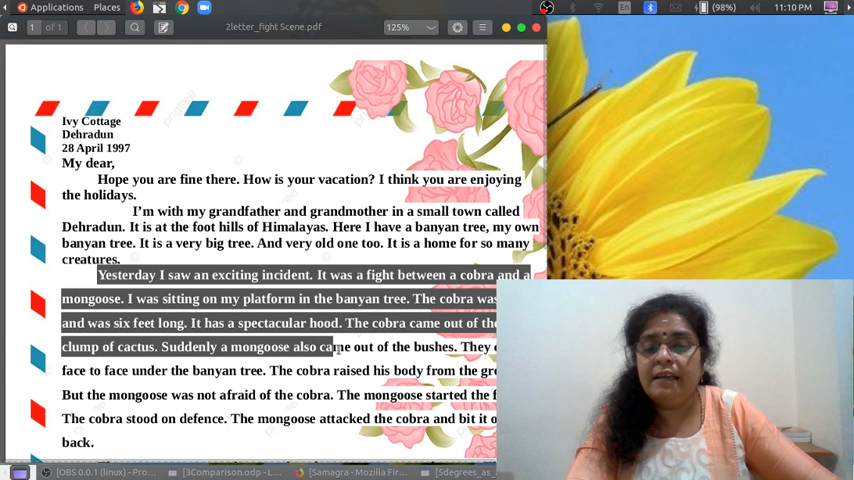 Applications Places En (98%) 11:10 PM
1 of 1 2letter_fight Scene.pdf 125%
Ivy Cottage
Dehradun
28 April 1997
My dear,
Hope you are fine there. How is your vacation? I think you are enjoying
the holidays.
I'm with my grandfather and grandmother in a small town called
Dehradun. It is at the foot hills of Himalayas. Here I have a banyan tree, my own
banyan tree. It is a very big tree. And very old one too. It is a home for so many
creatures.
Yesterday I saw an exciting incident. It was a fight between a cobra and a
mongoose. I was sitting on my platform in the banyan tree. The cobra was
and was six feet long. It has a spectacular hood. The cobra came out of the
clump of cactus. Suddenly a mongoose also came out of the bushes. They
face to face under the banyan tree. The cobra raised his body from the
But the mongoose was not afraid of the cobra. The mongoose started the
The cobra stood on defence. The mongoose attacked the cobra and bit it
back.
[OBS 0.0.1 (linux) - Pro... [3Comparison.odp - L... [Samagra - Mozilla Fir... [5degrees_as_